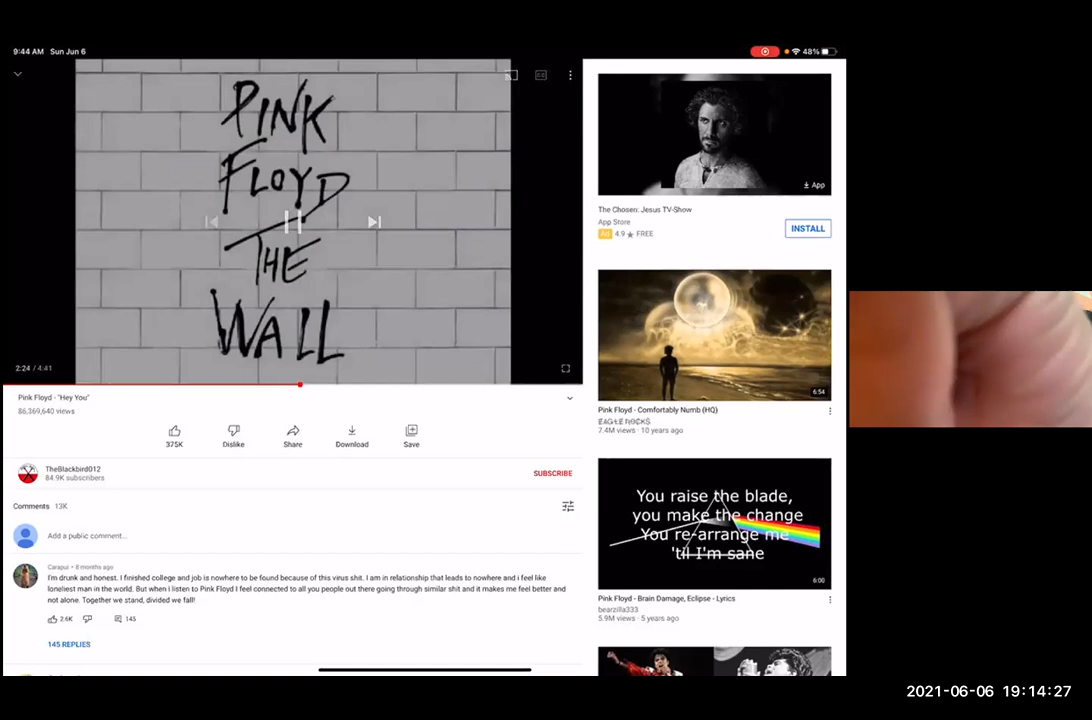 9:44 AM Sun Jun 6
48%
PINK
FLOYD
THE
WALL
CC
2:24 / 4:41
Pink Floyd - "Hey You"
86,369,640 views
375K
Dislike
Share
Download
Save
TheBlackbird012
84.9K subscribers
SUBSCRIBE
Comments 13K
Add a public comment...
Carapui • 8 months ago
I'm drunk and honest. I finished college and job is nowhere to be found because of this virus shit. I am in relationship that leads to nowhere and i feel like
loneliest man in the world. But when i listen to Pink Floyd I feel connected to all you people out there going through similar shit and it makes me feel better and
not alone. Together we stand, divided we fall!
2.6K
145
145 REPLIES
App
The Chosen: Jesus TV-Show
App Store
Ad 4.9 ★ FREE
INSTALL
6:54
Pink Floyd - Comfortably Numb (HQ)
7.4M views · 10 years ago
You raise the blade,
you make the change
You re-arrange me
'til I'm sane
6:00
Pink Floyd - Brain Damage, Eclipse - Lyrics
bearzilla333
5.9M views · 5 years ago
2021-06-06 19:14:27